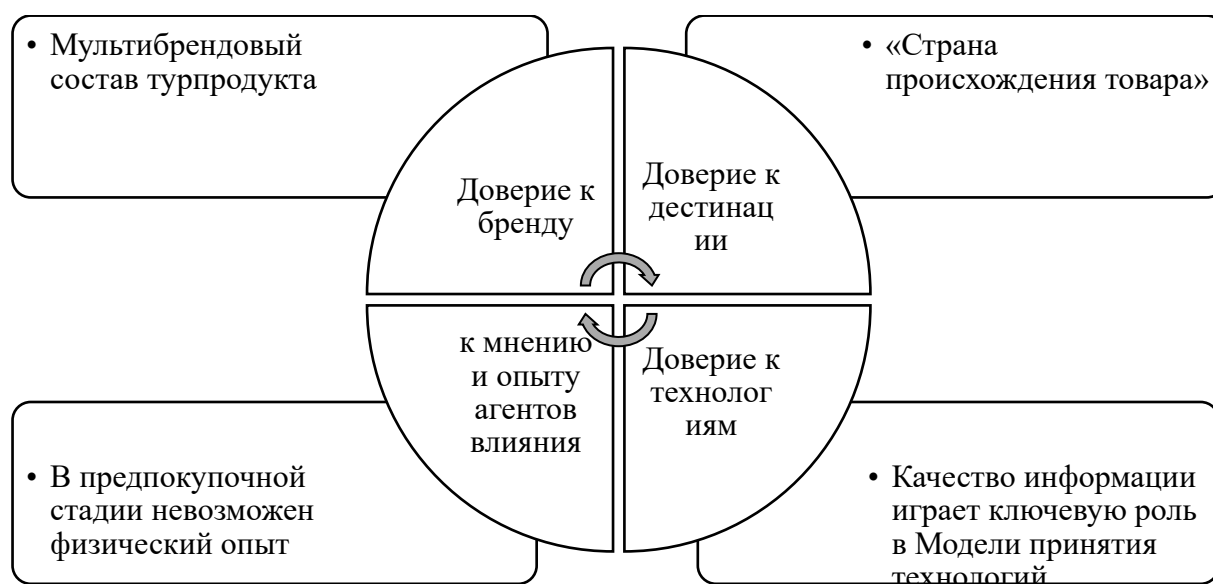 • Мультибрендовый
состав турпродукта
• «Страна
происхождения товара»
Доверие к
бренду
Доверие к
дестинац
ии
к мнению
и опыту
агентов
влияния
Доверие к
технолог
иям
• В предпокупочной
стадии невозможен
физический опыт
• Качество информации
играет ключевую роль
в Модели принятия
технологий